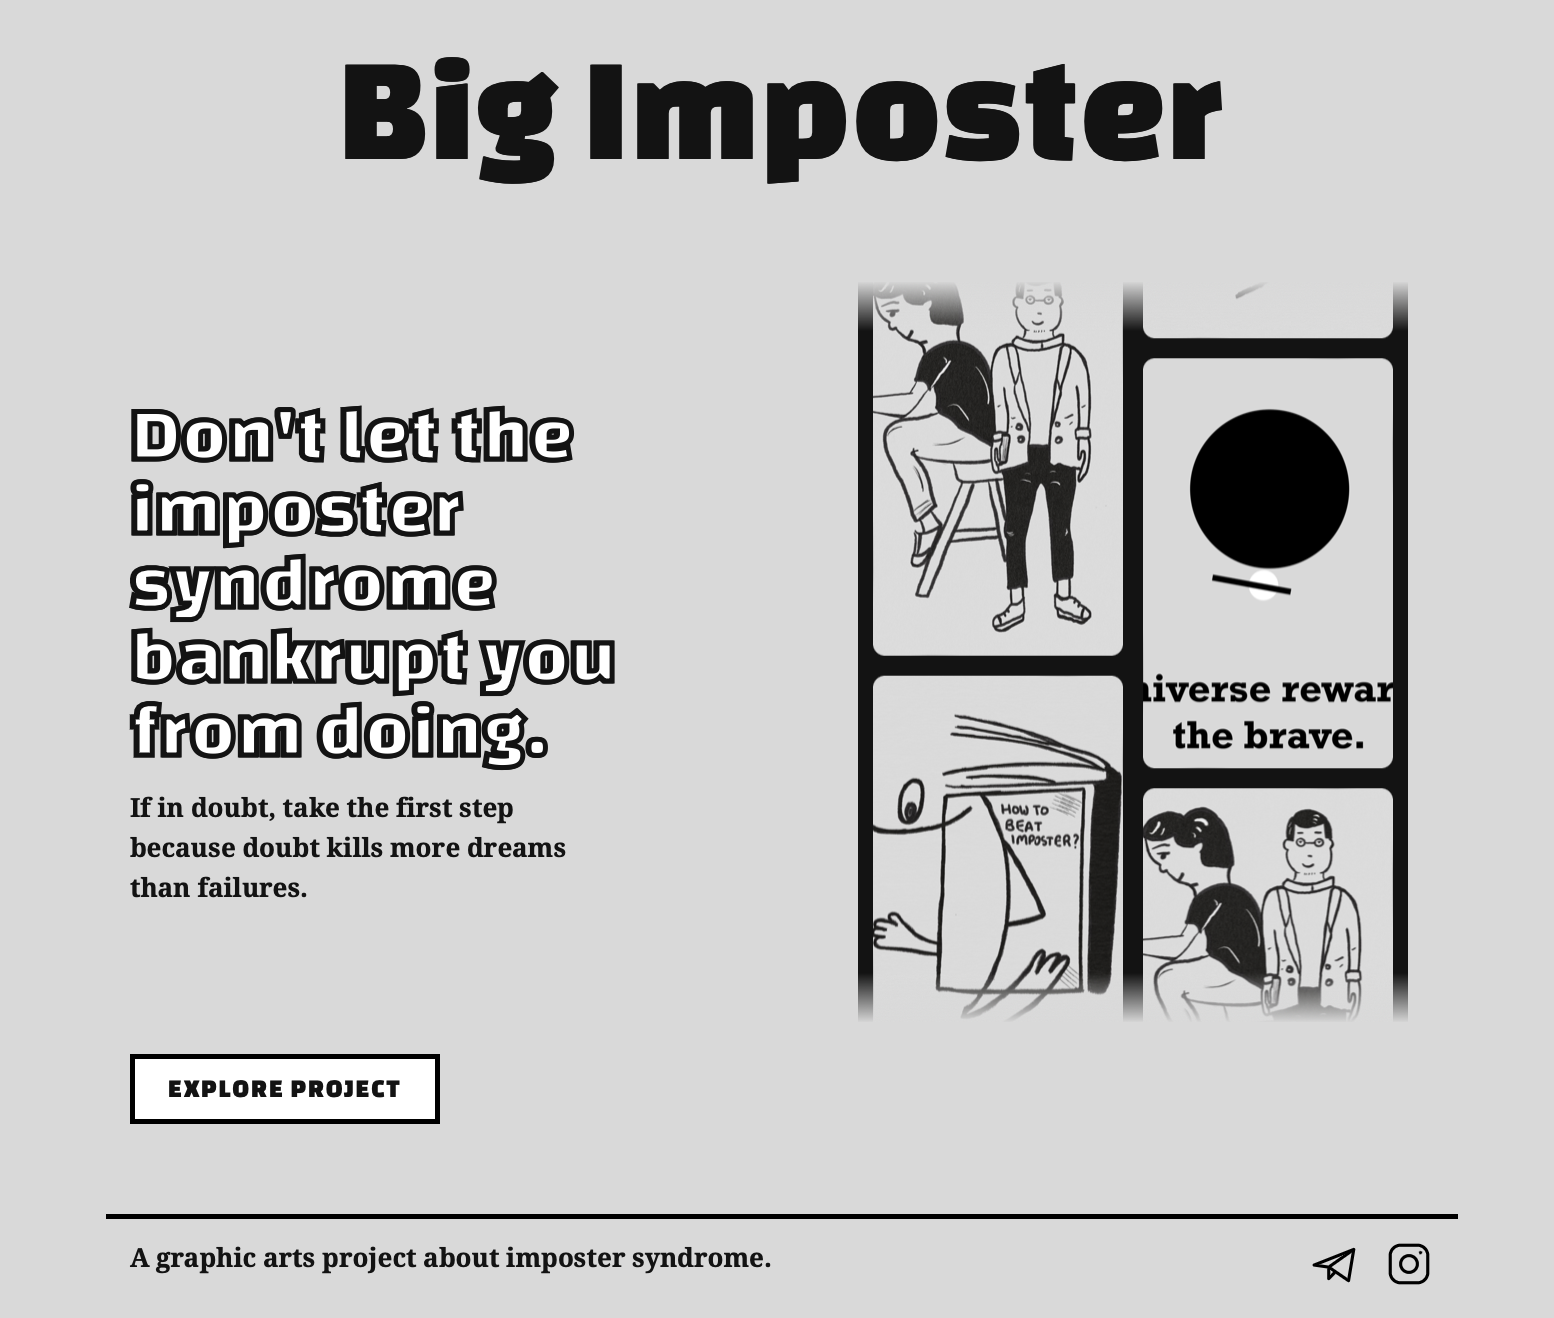 Big Imposter
Don't let the
imposter
syndrome
bankrupt you
from doing.
If in doubt, take the first step
because doubt kills more dreams
than failures.
EXPLORE PROJECT
HOW TO
BEAT
IMPOSTER?
the brave.
A graphic arts project about imposter syndrome.